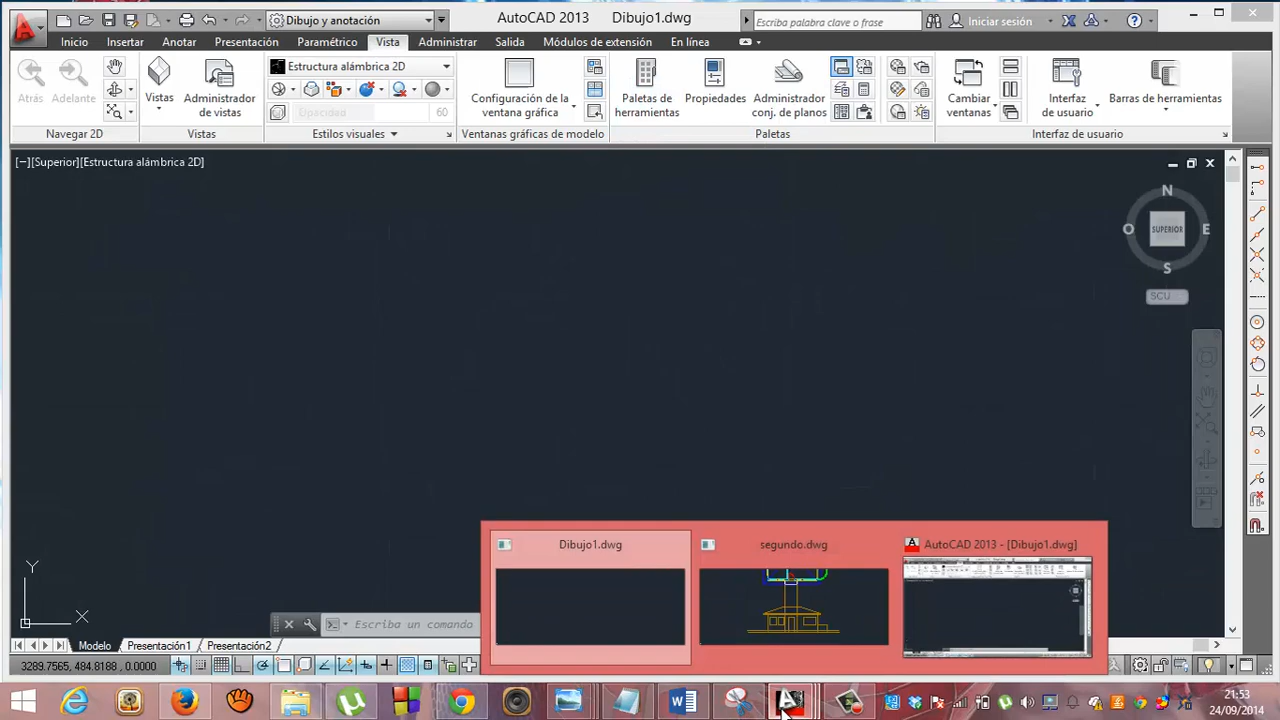 Dibujo y anotación
AutoCAD 2013 Dibujo1.dwg
Escriba palabra clave o frase
Iniciar sesión
Inicio Insertar Anotar Presentación Paramétrico Vista Administrar Salida Módulos de extensión En línea
Atrás Adelante
Navegar 2D
Vistas
Administrador
de vistas
Vistas
Estructura alámbrica 2D
Opacidad 60
Estilos visuales
Configuración de la
ventana gráfica
Ventanas gráficas de modelo
Paletas de
herramientas
Propiedades
Administrador
conj. de planos
Paletas
Cambiar
ventanas
Interfaz
de usuario
Barras de herramientas
Interfaz de usuario
[−][Superior][Estructura alámbrica 2D]
N
O SUPERIOR E
S
SCU
Dibujo1.dwg
segundo.dwg
AutoCAD 2013 - [Dibujo1.dwg]
Y
X
Escriba un comando
Modelo Presentación1 Presentación2
3289.7565, 484.8188, 0.0000
21:53
24/09/2014